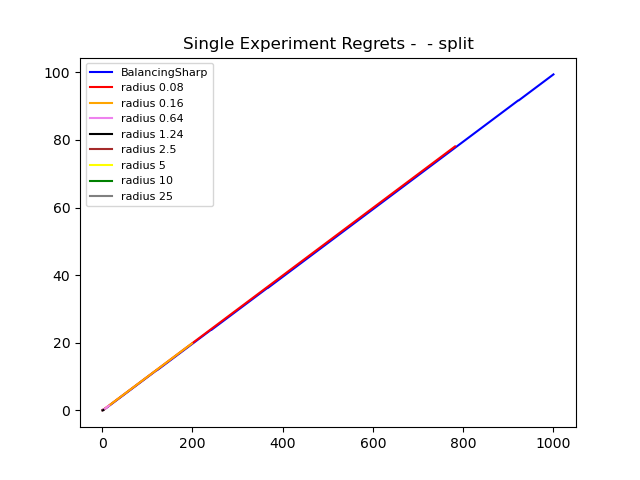 Single Experiment Regrets -  - split
BalancingSharp
radius 0.08
radius 0.16
radius 0.64
radius 1.24
radius 2.5
radius 5
radius 10
radius 25
100
80
60
40
20
0
0 200 400 600 800 1000